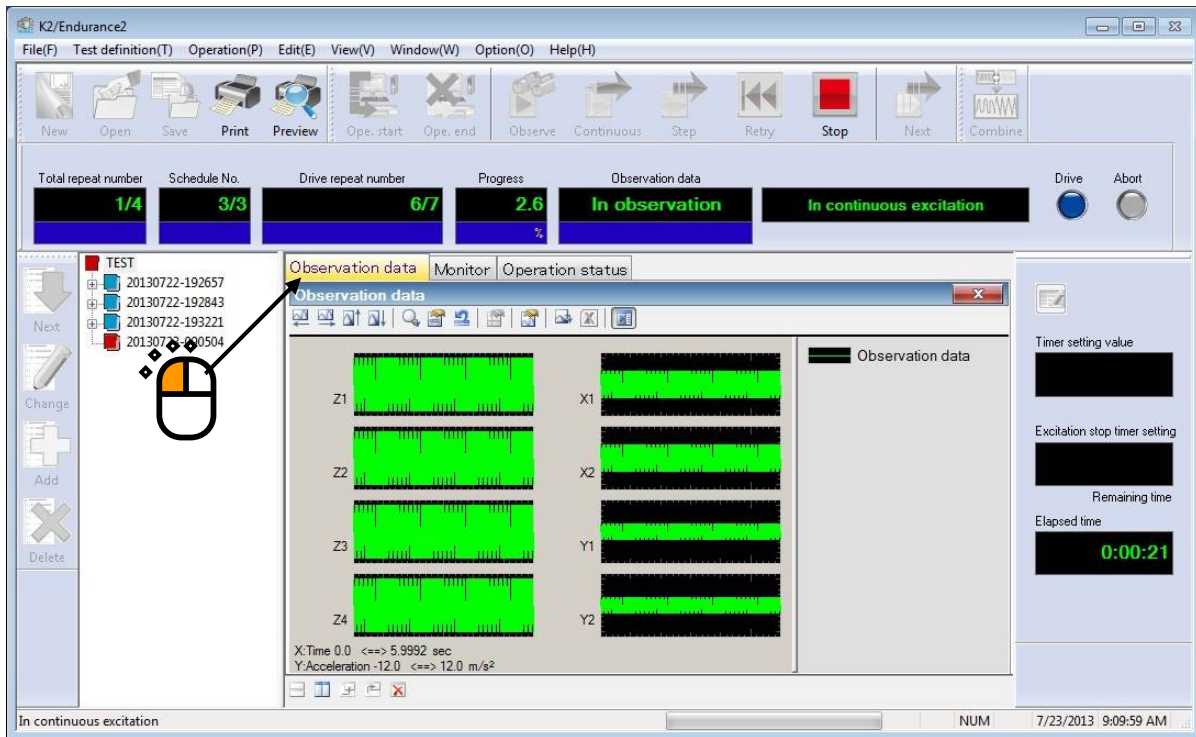 K2/Endurance2
File(F) Test definition(T) Operation(P) Edit(E) View(V) Window(W) Option(O) Help(H)
New Open Save Print Preview Ope. start Ope. end Observe Continuous Step Retry Stop Next Combine
Total repeat number Schedule No. Drive repeat number Progress Observation data Drive Abort
1/4 3/3 6/7 2.6 In observation In continuous excitation
%
TEST
20130722-192657
20130722-192843
20130722-193221
Next
Change
Add
Delete
Observation data Monitor Operation status
Observation data
Z1 X1
Z2 X2
Z3 Y1
Z4 Y2
X:Time 0.0 <==> 5.9992 sec
Y:Acceleration -12.0 <==> 12.0 m/s²
Observation data
Timer setting value
Excitation stop timer setting
Remaining time
Elapsed time
0:00:21
In continuous excitation NUM 7/23/2013 9:09:59 AM